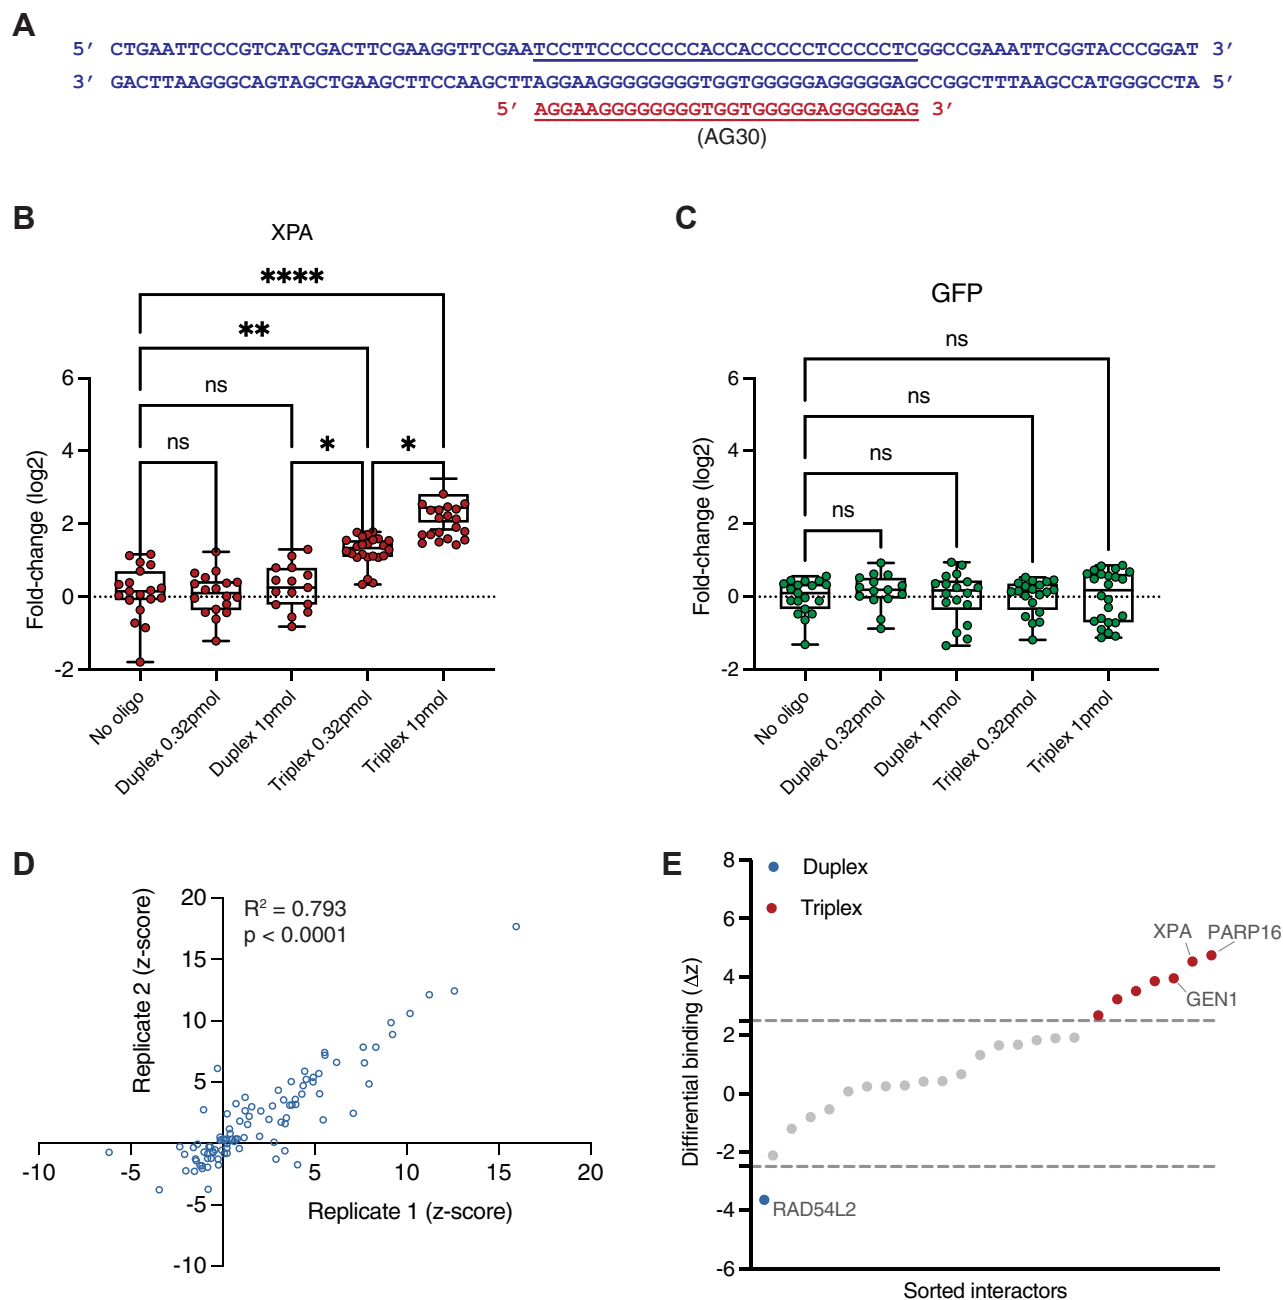 A
5′ CTGAATTCCCGTCATCGACTTCGAAGGTTCGAATCCTTCCCCCCCCACCACCCCCTCCCCCTCGGCCGAAATTCGGTACCCGGAT 3′
3′ GACTTAAGGGCAGTAGCTGAAGCTTCCAAGCTTAGGAAGGGGGGGGTGGTGGGGGAGGGGGAGCCGGCTTTAAGCCATGGGCCTA 5′
5′ AGGAAGGGGGGGGTGGTGGGGGAGGGGGAG 3′
(AG30)
B
XPA
****
**
ns
ns
*
*
Fold-change (log2)
6
4
2
0
-2
No oligo
Duplex 0.32pmol
Duplex 1pmol
Triplex 0.32pmol
Triplex 1pmol
C
GFP
ns
ns
ns
ns
Fold-change (log2)
6
4
2
0
-2
No oligo
Duplex 0.32pmol
Duplex 1pmol
Triplex 0.32pmol
Triplex 1pmol
D
R² = 0.793
p < 0.0001
Replicate 2 (z-score)
20
15
10
5
-5
-10
-10
-5
5
10
15
20
Replicate 1 (z-score)
E
Duplex
Triplex
Diffirential binding (Δz)
8
6
4
2
0
-2
-4
-6
XPA
PARP16
GEN1
RAD54L2
Sorted interactors